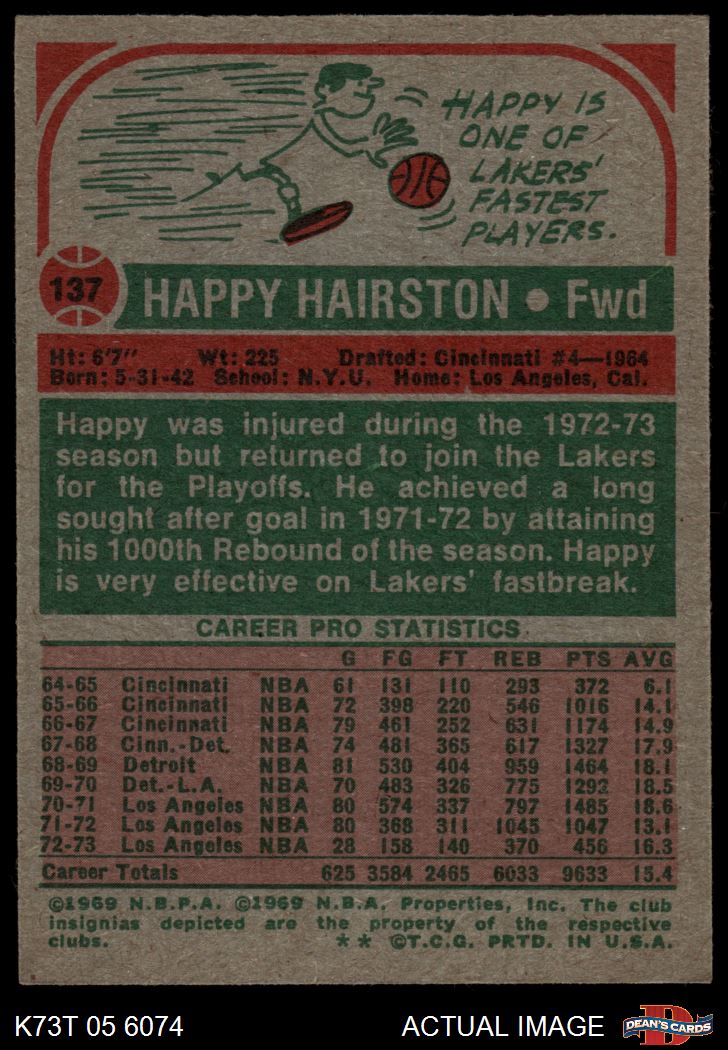 HAPPY IS
ONE OF
LAKERS'
FASTEST
PLAYERS.
137 HAPPY HAIRSTON • Fwd
Ht: 6'7" Wt: 225 Drafted: Cincinnati #4—1964
Born: 5-31-42 School: N.Y.U. Home: Los Angeles, Cal.
Happy was injured during the 1972-73
season but returned to join the Lakers
for the Playoffs. He achieved a long
sought after goal in 1971-72 by attaining
his 1000th Rebound of the season. Happy
is very effective on Lakers' fastbreak.
CAREER PRO STATISTICS
G FG FT REB PTS AVG
64-65 Cincinnati NBA 61 131 110 293 372 6.1
65-66 Cincinnati NBA 72 398 220 546 1016 14.1
66-67 Cincinnati NBA 79 461 252 631 1174 14.9
67-68 Cinn.-Det. NBA 74 481 365 617 1327 17.9
68-69 Detroit NBA 81 530 404 959 1464 18.1
69-70 Det.-L.A. NBA 70 483 326 775 1292 18.5
70-71 Los Angeles NBA 80 574 337 797 1485 18.6
71-72 Los Angeles NBA 80 368 311 1045 1047 13.1
72-73 Los Angeles NBA 28 158 140 370 456 16.3
Career Totals 625 3584 2465 6033 9633 15.4
©1969 N.B.P.A. ©1969 N.B.A. Properties, Inc. The club
insignias depicted are the property of the respective
clubs. ** ©T.C.G. PRTD. IN U.S.A.
K73T 05 6074 ACTUAL IMAGE D DEAN'S CARDS